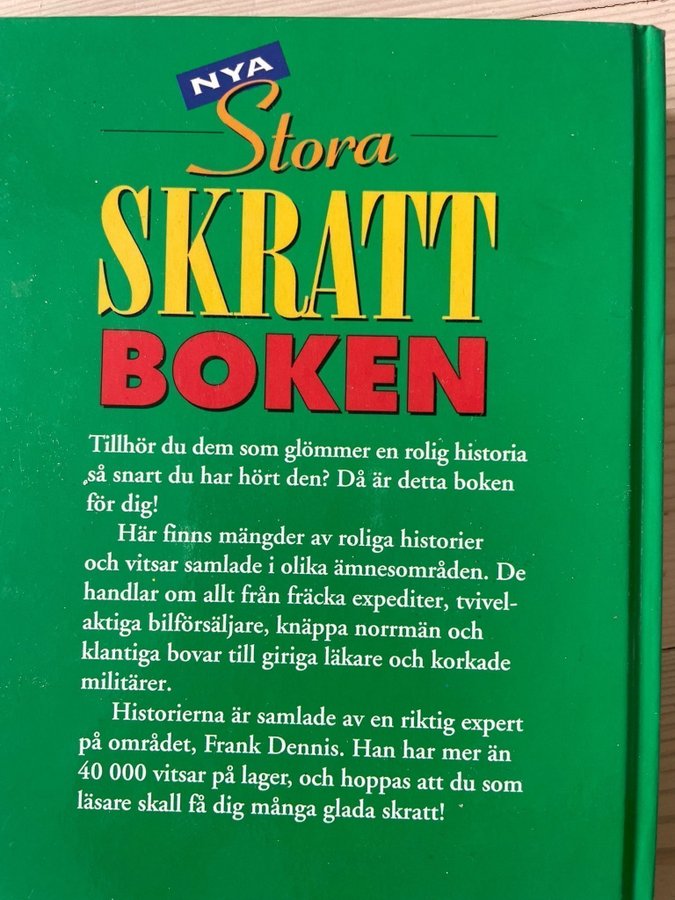 NYA
Stora
SKRATT
BOKEN
Tillhör du dem som glömmer en rolig historia
så snart du har hört den? Då är detta boken
för dig!
Här finns mängder av roliga historier
och vitsar samlade i olika ämnesområden. De
handlar om allt från fräcka expediter, tvivel-
aktiga bilförsäljare, knäppa norrmän och
klantiga bovar till giriga läkare och korkade
militärer.
Historierna är samlade av en riktig expert
på området, Frank Dennis. Han har mer än
40 000 vitsar på lager, och hoppas att du som
läsare skall få dig många glada skratt!